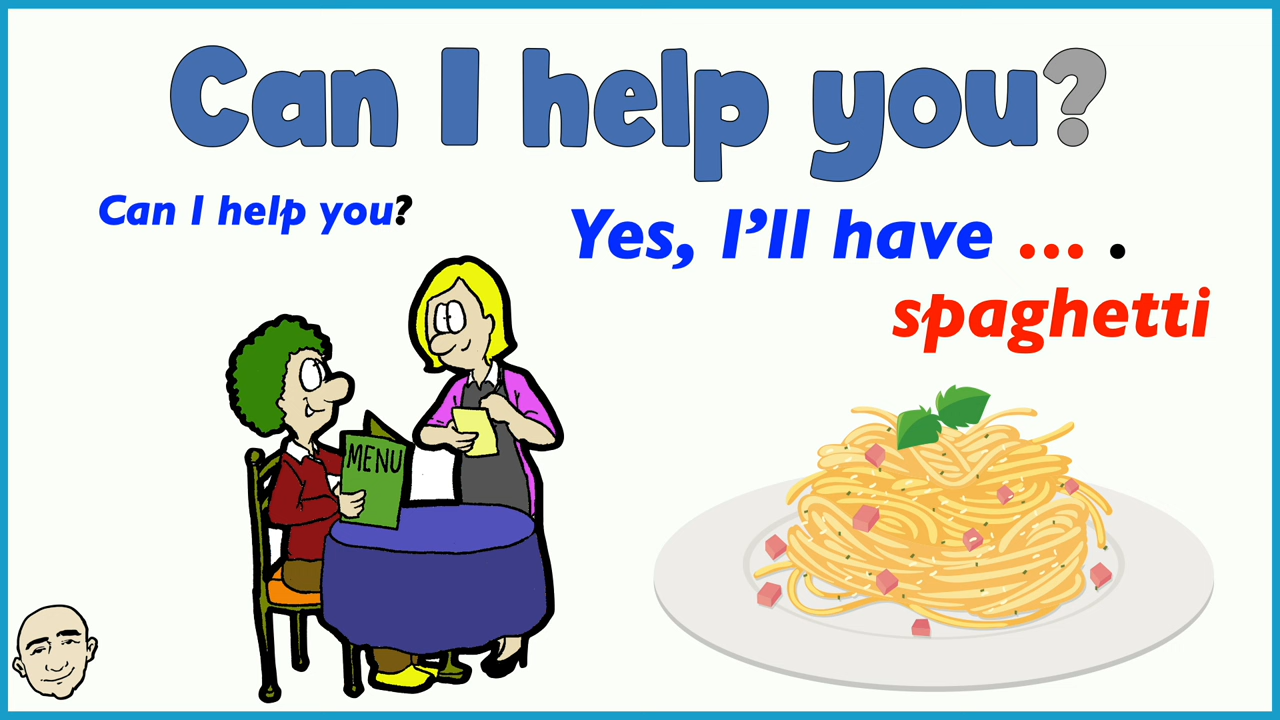 Can I help you?
Can I help you?
Yes, I'll have ... .
spaghetti
MENU